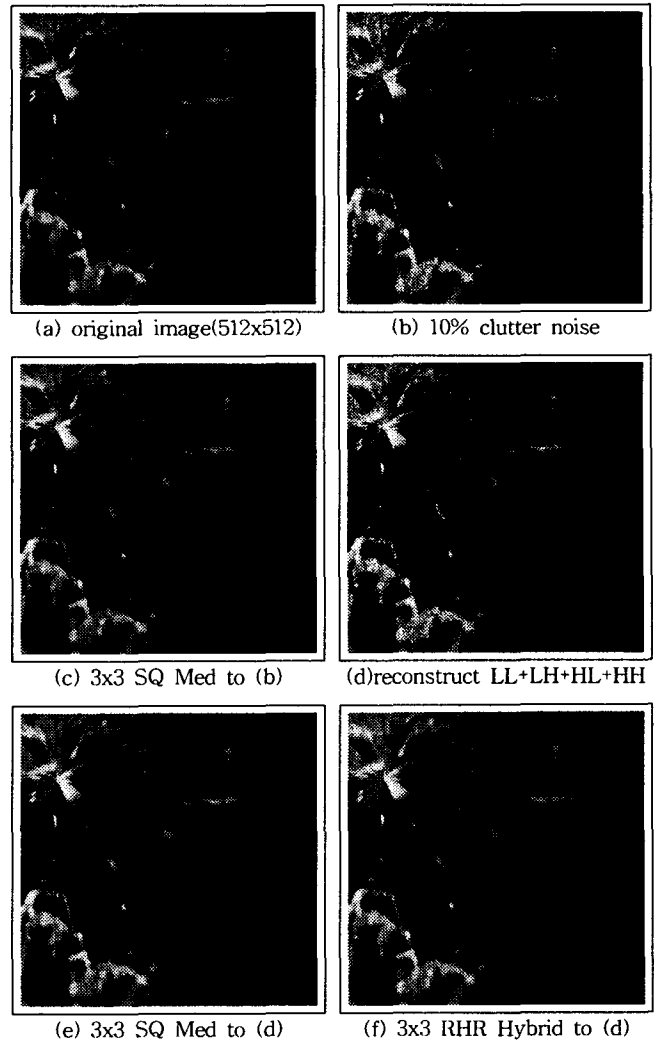 (a) original image(512x512)
(b) 10% clutter noise
(c) 3x3 SQ Med to (b)
(d)reconstruct LL+LH+HL+HH
(e) 3x3 SQ Med to (d)
(f) 3x3 RHR Hybrid to (d)